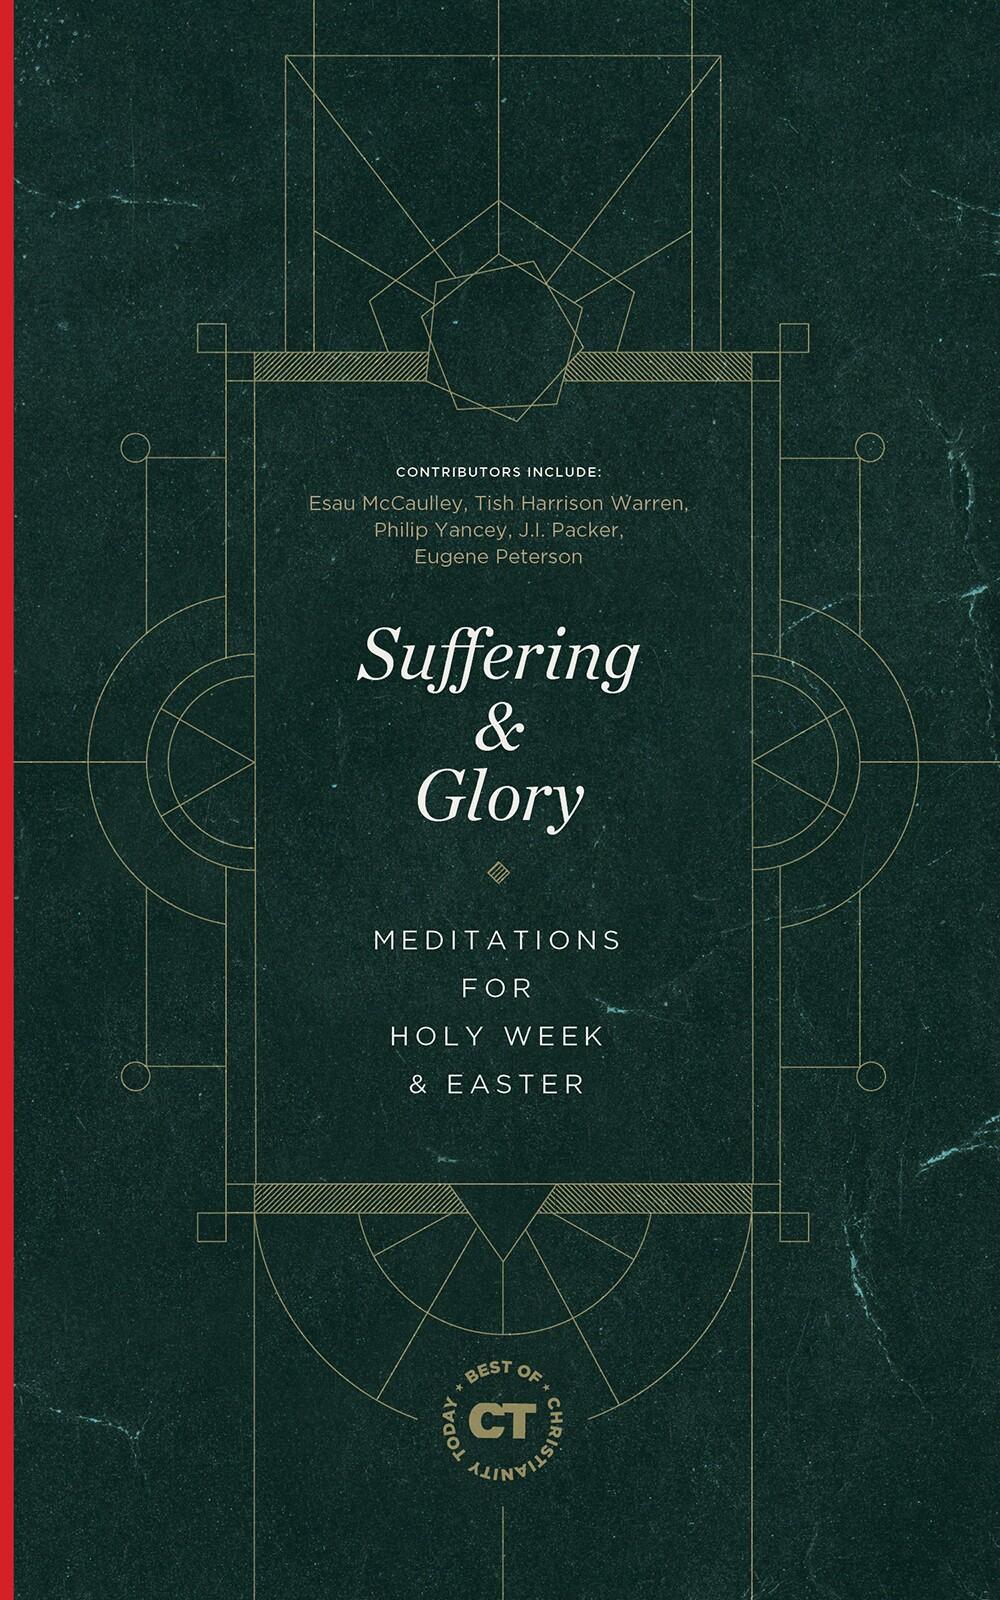 CONTRIBUTORS INCLUDE:
Esau McCaulley, Tish Harrison Warren,
Philip Yancey, J.I. Packer,
Eugene Peterson
Suffering
&
Glory
MEDITATIONS
FOR
HOLY WEEK
& EASTER
BEST OF
CHRISTIANITY TODAY
CT